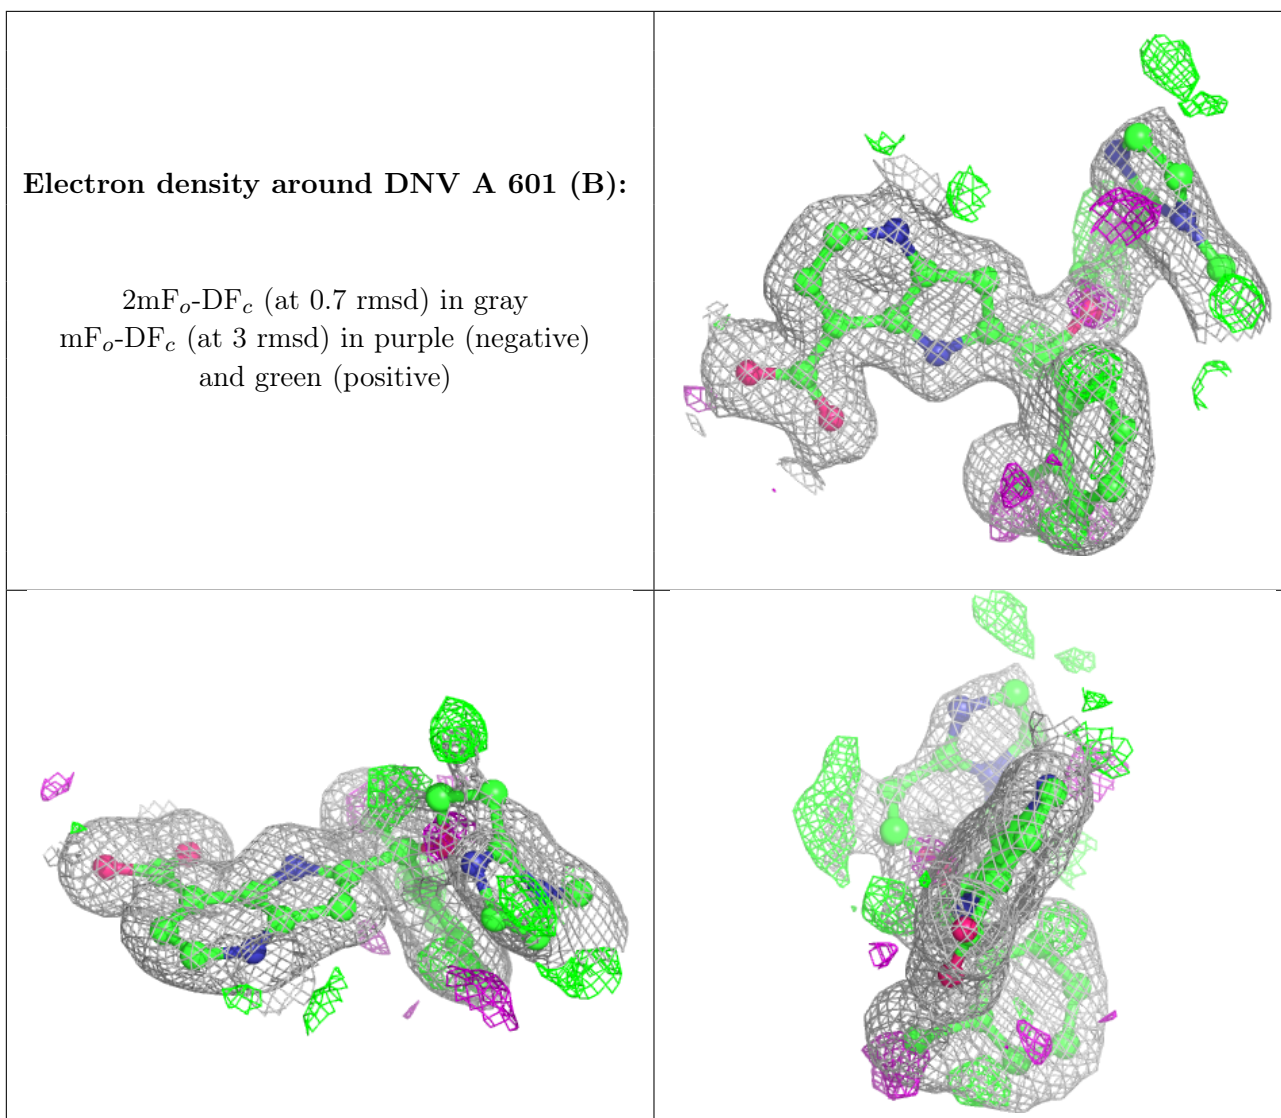 Electron density around DNV A 601 (B):
2mFo-DFc (at 0.7 rmsd) in gray
mFo-DFc (at 3 rmsd) in purple (negative)
and green (positive)